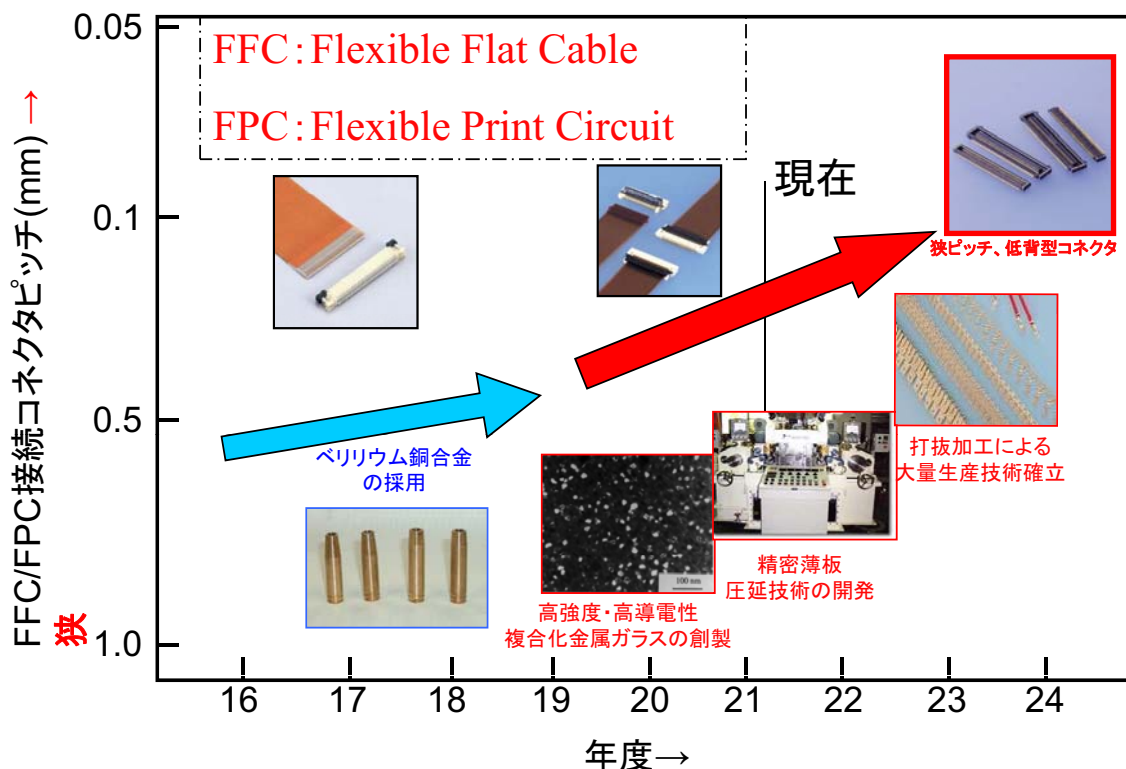 FFC/FPC接続コネクタピッチ(mm) →
狭
0.05
0.1
0.5
1.0
FFC：Flexible Flat Cable
FPC：Flexible Print Circuit
現在
狭ピッチ、低背型コネクタ
ベリリウム銅合金
の採用
打抜加工による
大量生産技術確立
精密薄板
圧延技術の開発
100 nm
高強度・高導電性
複合化金属ガラスの創製
16 17 18 19 20 21 22 23 24
年度→